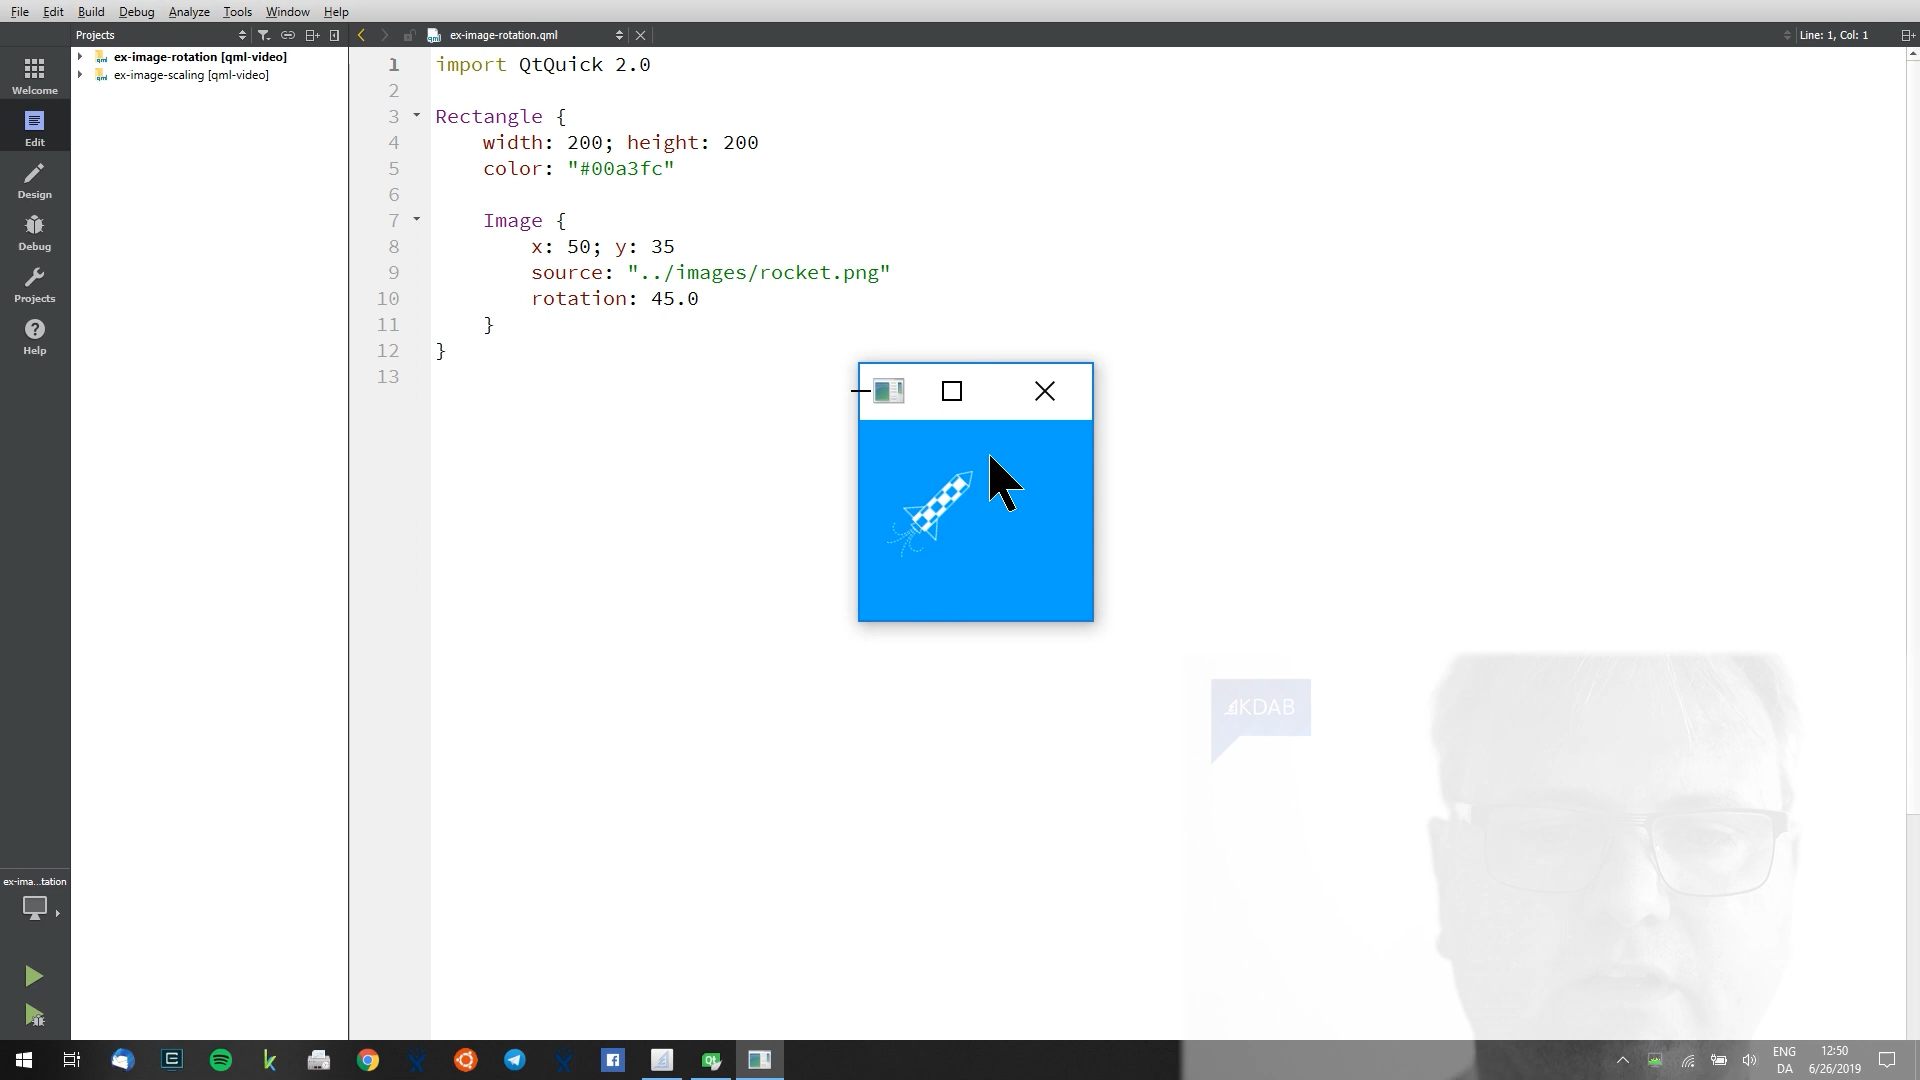 File Edit Build Debug Analyze Tools Window Help
Projects
ex-image-rotation.qml
Line: 1, Col: 1
ex-image-rotation [qml-video]
ex-image-scaling [qml-video]
Welcome
Edit
Design
Debug
Projects
Help
1 import QtQuick 2.0
2
3 Rectangle {
4 width: 200; height: 200
5 color: "#00a3fc"
6
7 Image {
8 x: 50; y: 35
9 source: "../images/rocket.png"
10 rotation: 45.0
11 }
12 }
13
KDAB
ex-ima...tation
ENG
DA
12:50
6/26/2019